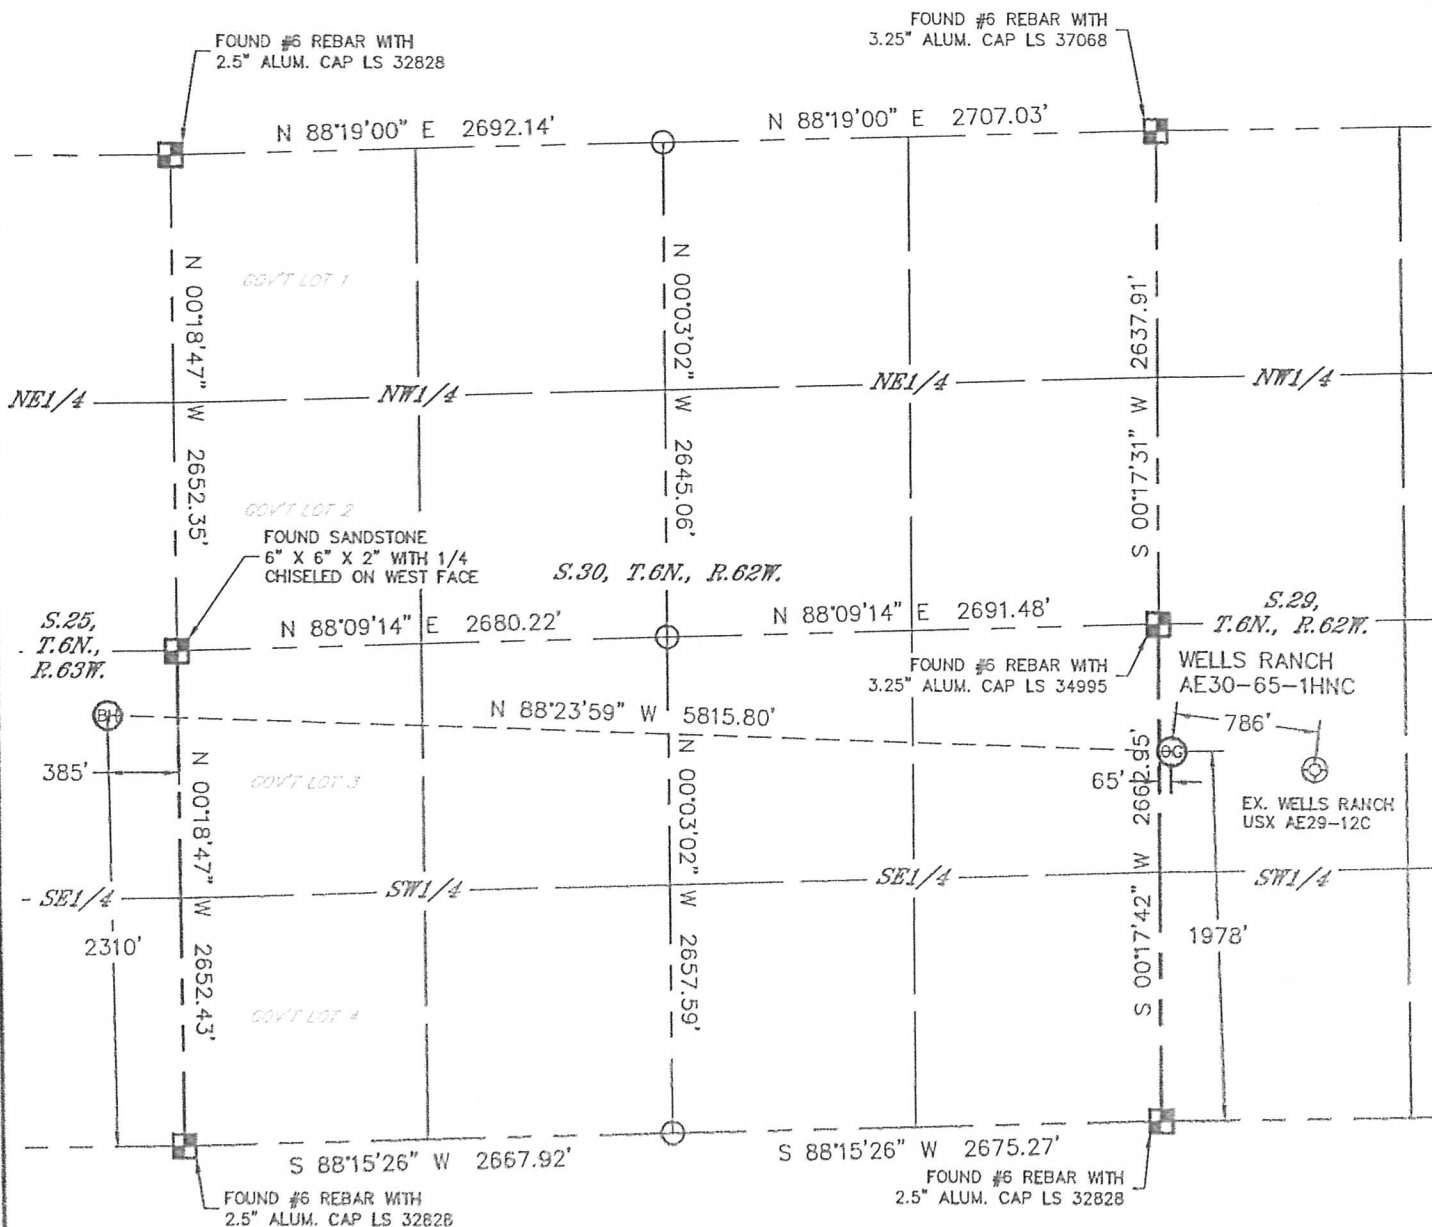 FOUND #6 REBAR WITH
2.5" ALUM. CAP LS 32828
FOUND #6 REBAR WITH
3.25" ALUM. CAP LS 37068
N 88°19'00" E 2692.14'
N 88°19'00" E 2707.03'
N 00°18'47" W 2652.35'
GOV'T LOT 1
N 00°03'02" W 2645.06'
S 00°17'31" W 2637.91'
NE1/4
NW1/4
NE1/4
NW1/4
GOV'T LOT 2
FOUND SANDSTONE
6" X 6" X 2" WITH 1/4
CHISELED ON WEST FACE
S.30, T.6N., R.62W.
S.25,
T.6N.,
R.63W.
N 88°09'14" E 2680.22'
N 88°09'14" E 2691.48'
S.29,
T.6N., R.62W.
FOUND #6 REBAR WITH
3.25" ALUM. CAP LS 34995
WELLS RANCH
AE30-65-1HNC
BH
N 88°23'59" W 5815.80'
786'
OG
385'
65'
GOV'T LOT 3
EX. WELLS RANCH
USX AE29-12C
N 00°18'47" W 2652.43'
N 00°03'02" W 2657.59'
S 00°17'42" W 2662.95'
SE1/4
SW1/4
SE1/4
SW1/4
2310'
1978'
GOV'T LOT 4
S 88°15'26" W 2667.92'
S 88°15'26" W 2675.27'
FOUND #6 REBAR WITH
2.5" ALUM. CAP LS 32828
FOUND #6 REBAR WITH
2.5" ALUM. CAP LS 32828